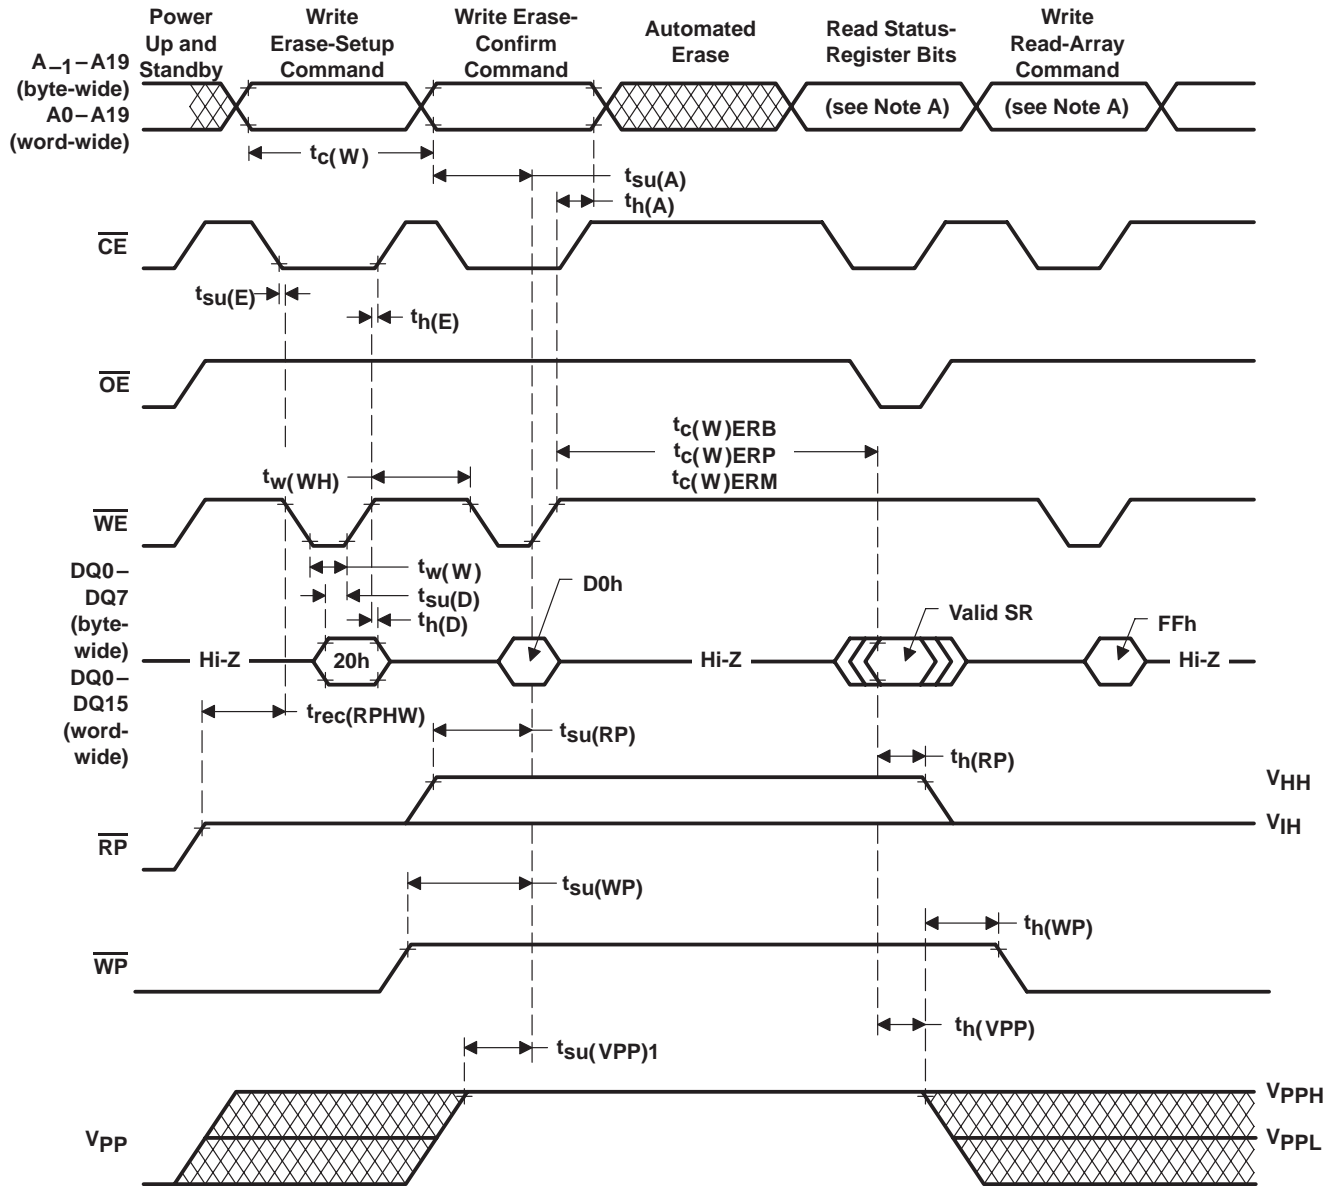 Power
Up and
Standby
Write
Erase-Setup
Command
Write Erase-
Confirm
Command
Automated
Erase
Read Status-
Register Bits
Write
Read-Array
Command
A–1–A19
(byte-wide)
A0–A19
(word-wide)
(see Note A)
(see Note A)
tc(W)
tsu(A)
th(A)
CE
tsu(E)
th(E)
OE
tc(W)ERB
tc(W)ERP
tc(W)ERM
tw(WH)
WE
tw(W)
tsu(D)
th(D)
DQ0–
DQ7
(byte-
wide)
DQ0–
DQ15
(word-
wide)
D0h
Valid SR
FFh
Hi-Z
20h
Hi-Z
Hi-Z
trec(RPHW)
tsu(RP)
th(RP)
VHH
VIH
RP
tsu(WP)
th(WP)
WP
th(VPP)
tsu(VPP)1
VPPH
VPP
VPPL